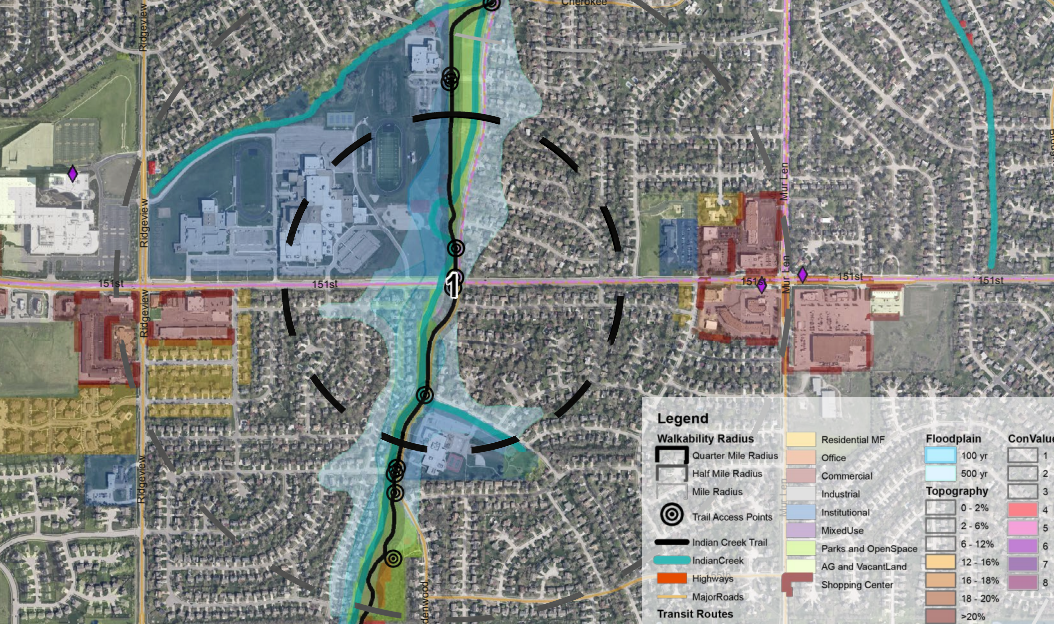 Cherokee
Ridgeview
Mur Len
Ridgeview
Mur Len
151st
151st
1
151st
151st
151st
Ridgeview
Mur Len
Ridgeview
Legend
Walkability Radius
Quarter Mile Radius
Half Mile Radius
Mile Radius
Trail Access Points
Indian Creek Trail
IndianCreek
Highways
MajorRoads
Transit Routes
Residential MF
Office
Commercial
Industrial
Institutional
MixedUse
Parks and OpenSpace
AG and VacantLand
Shopping Center
Floodplain
100 yr
500 yr
Topography
0 - 2%
2 - 6%
6 - 12%
12 - 16%
16 - 18%
18 - 20%
>20%
ConValue
1
2
3
4
5
6
7
8